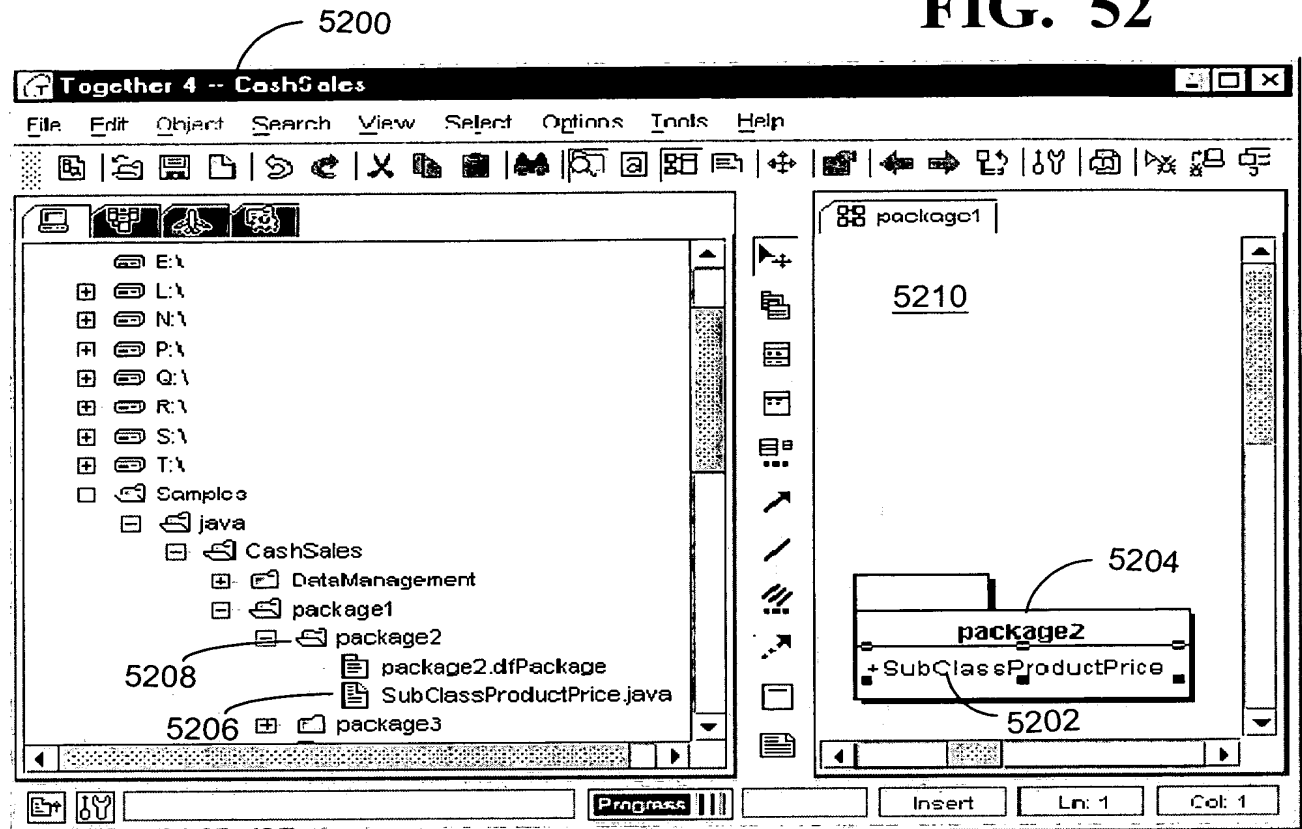 FIG. 52
5200
Together 4 -- CashSales
File Edit Object Search View Select Options Tools Help
package1
E:\
L:\
N:\
P:\
Q:\
R:\
S:\
T:\
5210
Samples
java
CashSales
DataManagement
package1
package2
package2.dfPackage
SubClassProductPrice.java
package3
5208
5206
5204
package2
+SubClassProductPrice
5202
Progress Insert Ln: 1 Col: 1